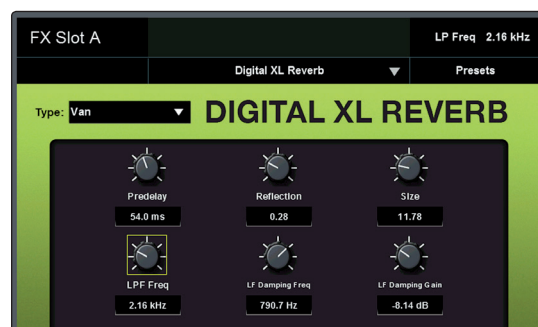 FX Slot A
LP Freq 2.16 kHz
Digital XL Reverb
Presets
Type: Van
DIGITAL XL REVERB
Predelay
Reflection
Size
54.0 ms
0.28
11.78
LPF Freq
LF Damping Freq
LF Damping Gain
2.16 kHz
790.7 Hz
-8.14 dB